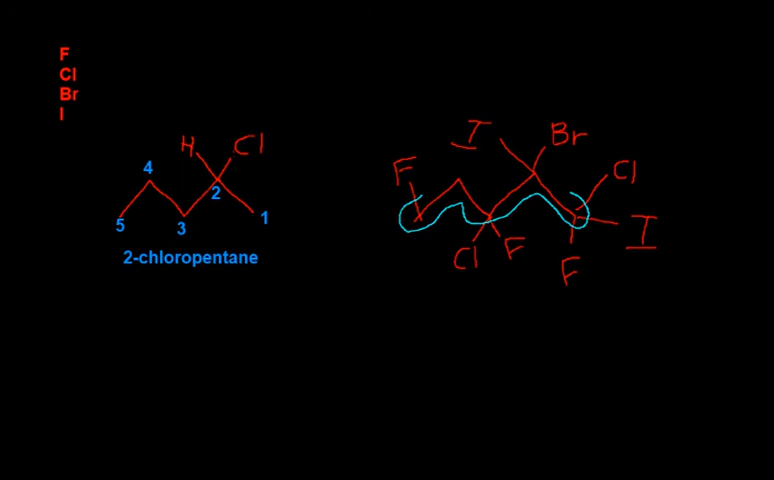 F
Cl
Br
I
H Cl
4
2
5 3 1
2-chloropentane
I Br
F Cl
I
Cl F
F